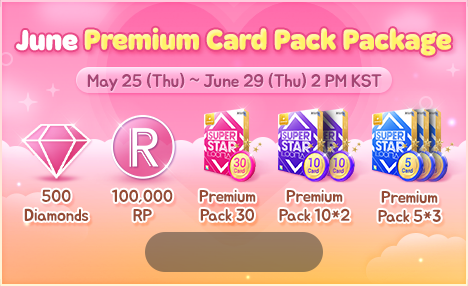 June Premium Card Pack Package
May 25 (Thu) ~ June 29 (Thu) 2 PM KST
R
SUPER
STAR
30
Card
SUPER
STAR
10
Card
10
Card
SUPER
STAR
5
Card
500
Diamonds
100,000
RP
Premium
Pack 30
Premium
Pack 10*2
Premium
Pack 5*3